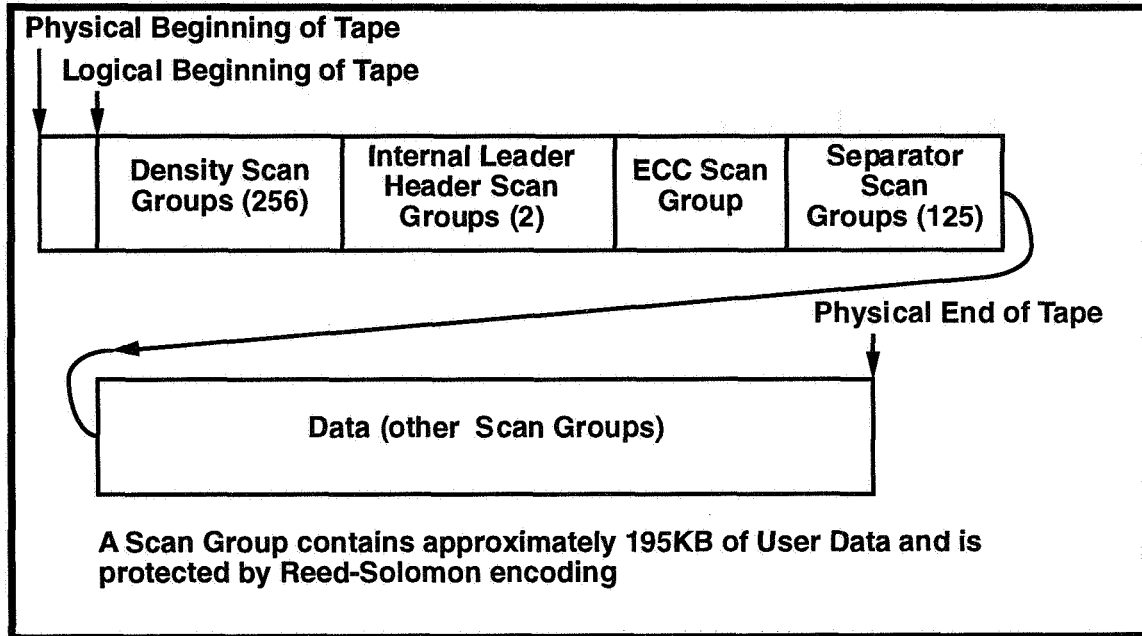 Physical Beginning of Tape
Logical Beginning of Tape
Density Scan
Groups (256)
Internal Leader
Header Scan
Groups (2)
ECC Scan
Group
Separator
Scan
Groups (125)
Physical End of Tape
Data (other Scan Groups)
A Scan Group contains approximately 195KB of User Data and is
protected by Reed-Solomon encoding